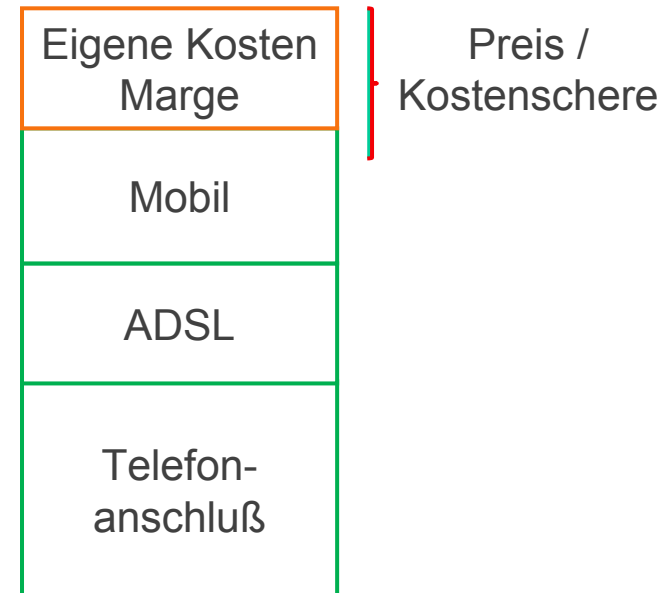 Eigene Kosten
Marge
Preis /
Kostenschere
Mobil
ADSL
Telefon-
anschluß